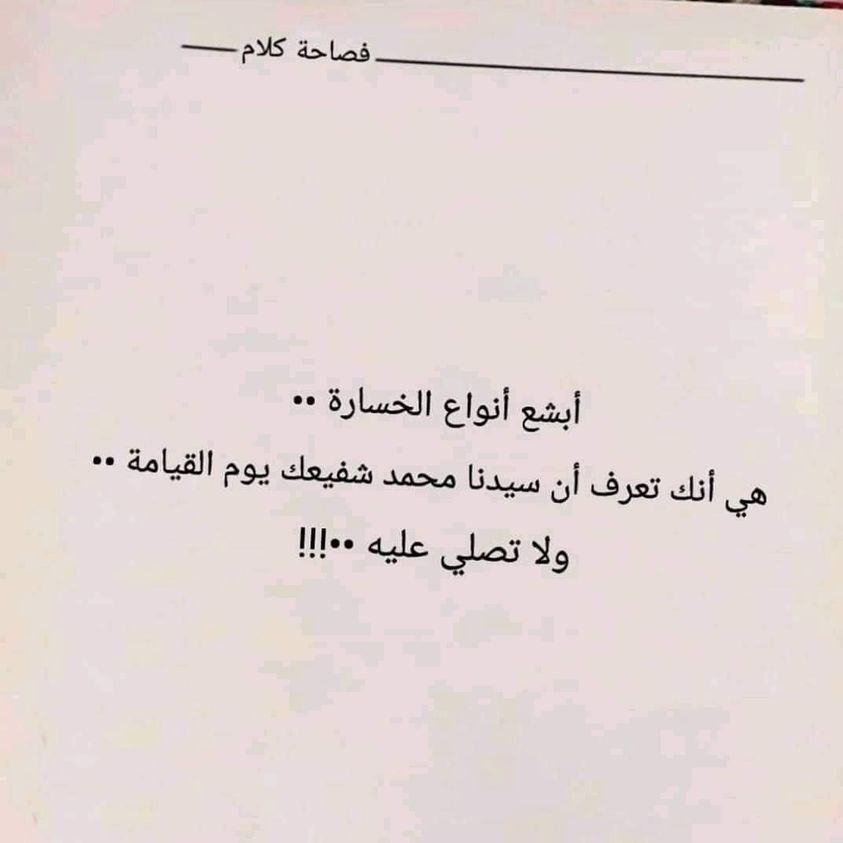 فصاحة كلام
أبشع أنواع الخسارة ••
هي أنك تعرف أن سيدنا محمد شفيعك يوم القيامة ••
ولا تصلي عليه ••!!!